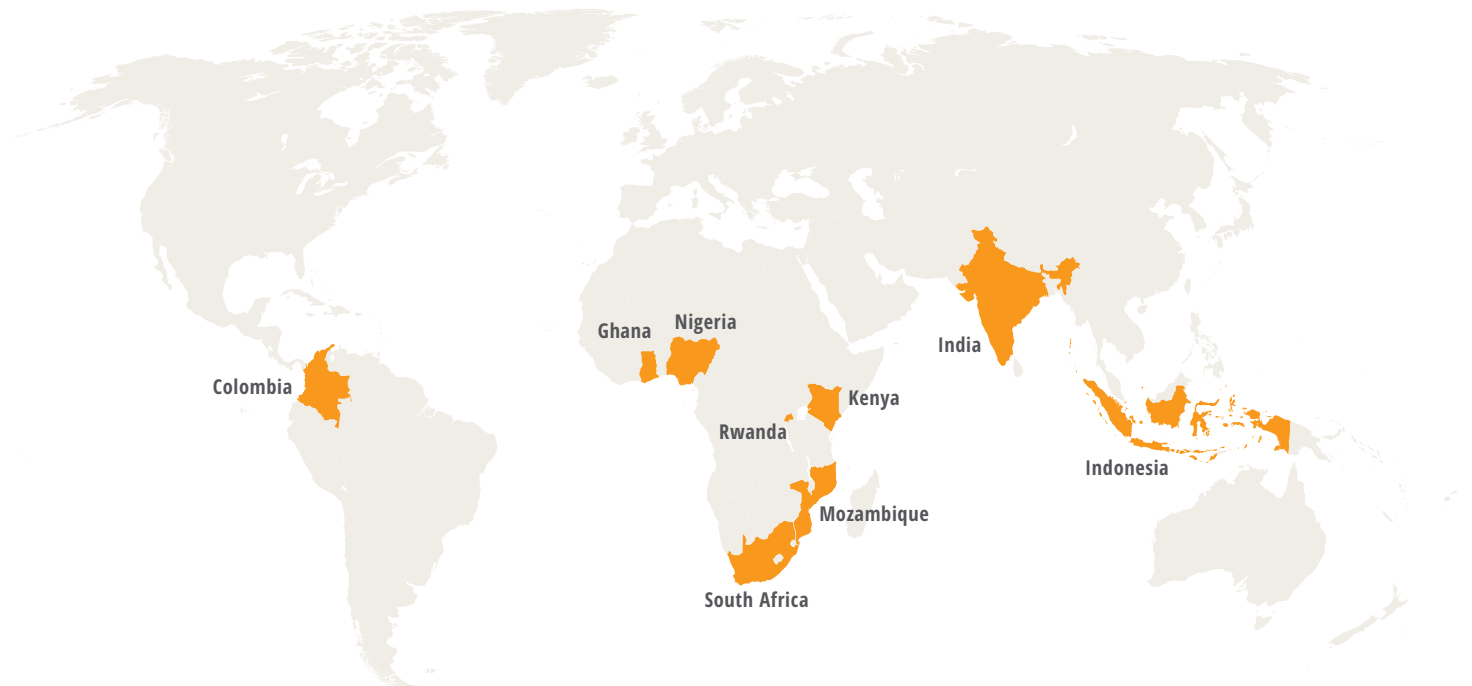 Ghana
Nigeria
India
Colombia
Kenya
Rwanda
Indonesia
Mozambique
South Africa